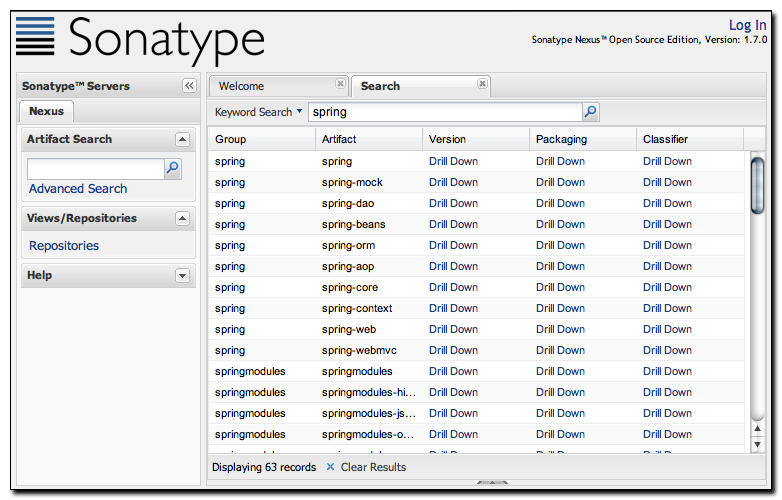 Sonatype
Log In
Sonatype Nexus™ Open Source Edition, Version: 1.7.0
Sonatype™ Servers
Nexus
Artifact Search
Advanced Search
Views/Repositories
Repositories
Help
Welcome
Search
Keyword Search spring
Group Artifact Version Packaging Classifier
spring spring Drill Down Drill Down Drill Down
spring spring-mock Drill Down Drill Down Drill Down
spring spring-dao Drill Down Drill Down Drill Down
spring spring-beans Drill Down Drill Down Drill Down
spring spring-orm Drill Down Drill Down Drill Down
spring spring-aop Drill Down Drill Down Drill Down
spring spring-core Drill Down Drill Down Drill Down
spring spring-context Drill Down Drill Down Drill Down
spring spring-web Drill Down Drill Down Drill Down
spring spring-webmvc Drill Down Drill Down Drill Down
springmodules springmodules Drill Down Drill Down Drill Down
springmodules springmodules-hi... Drill Down Drill Down Drill Down
springmodules springmodules-js... Drill Down Drill Down Drill Down
springmodules springmodules-o... Drill Down Drill Down Drill Down
Displaying 63 records Clear Results